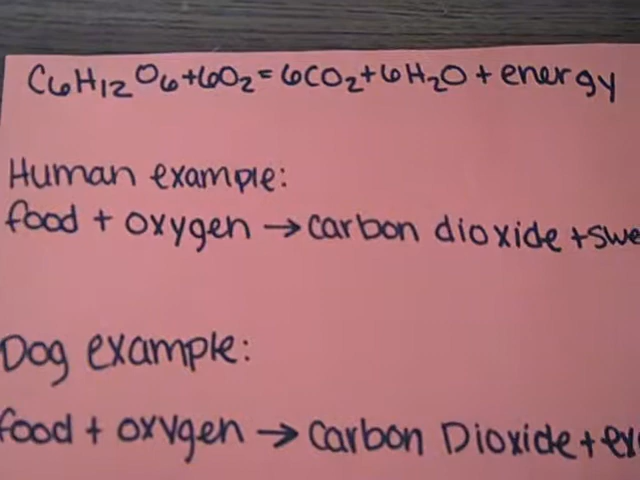 C6H12O6+6O2=6CO2+6H2O+energy
Human example:
food + oxygen → carbon dioxide +
Dog example:
food + oxygen → Carbon Dioxide +